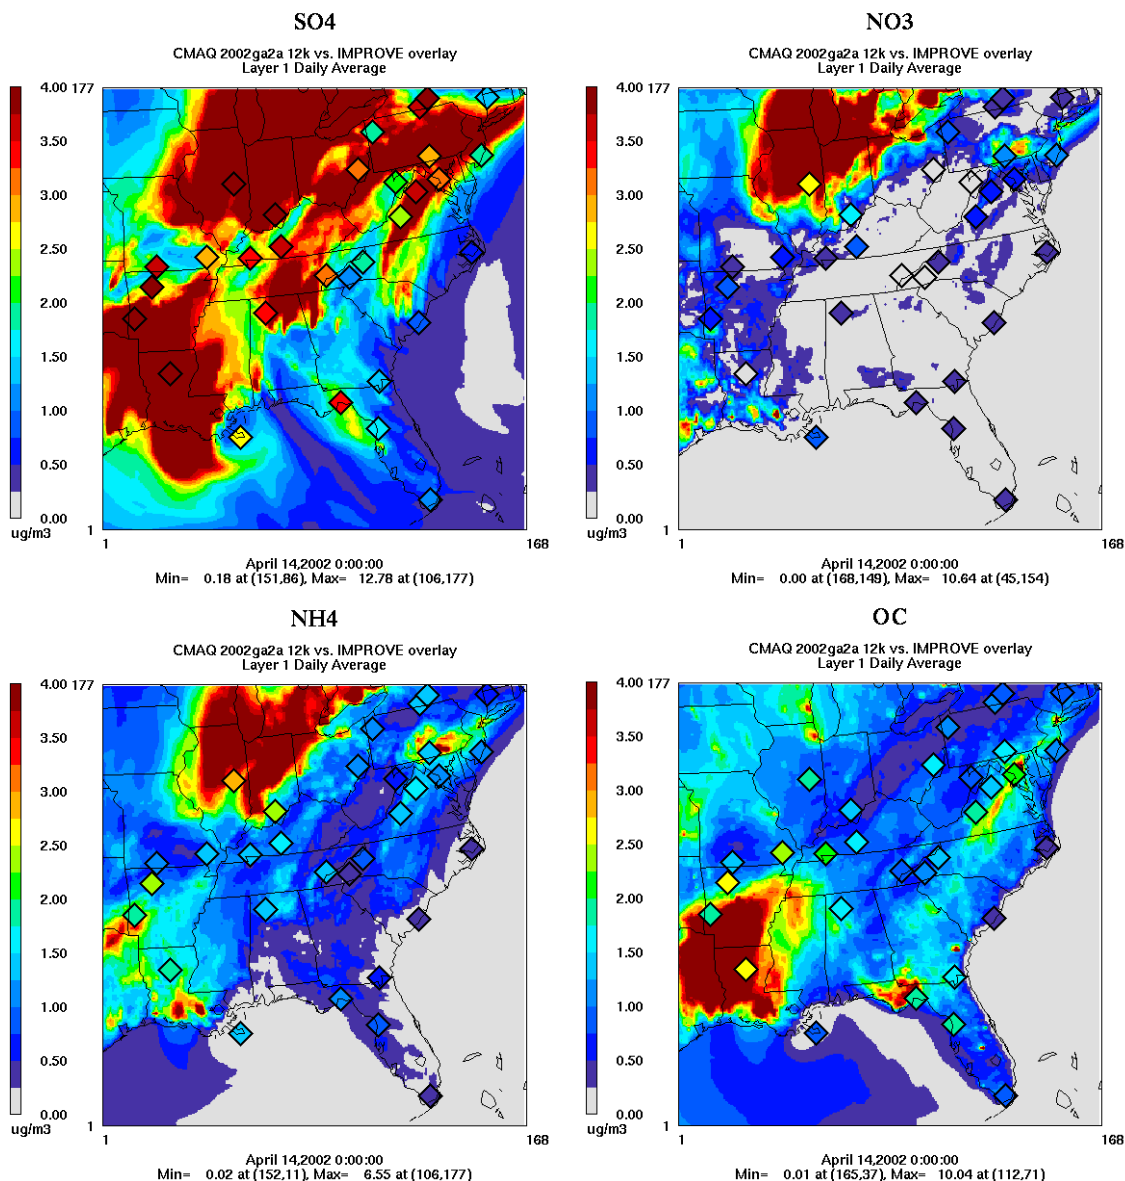 SO4
CMAQ 2002ga2a 12k vs. IMPROVE overlay
Layer 1 Daily Average
4.00 177
3.50
3.00
2.50
2.00
1.50
1.00
0.50
0.00
ug/m3
1
1
168
April 14,2002 0:00:00
Min= 0.18 at (151,86), Max= 12.78 at (106,177)
NO3
CMAQ 2002ga2a 12k vs. IMPROVE overlay
Layer 1 Daily Average
4.00 177
3.50
3.00
2.50
2.00
1.50
1.00
0.50
0.00
ug/m3
1
1
168
April 14,2002 0:00:00
Min= 0.00 at (168,149), Max= 10.64 at (45,154)
NH4
CMAQ 2002ga2a 12k vs. IMPROVE overlay
Layer 1 Daily Average
4.00 177
3.50
3.00
2.50
2.00
1.50
1.00
0.50
0.00
ug/m3
1
1
168
April 14,2002 0:00:00
Min= 0.02 at (152,11), Max= 6.55 at (106,177)
OC
CMAQ 2002ga2a 12k vs. IMPROVE overlay
Layer 1 Daily Average
4.00 177
3.50
3.00
2.50
2.00
1.50
1.00
0.50
0.00
ug/m3
1
1
168
April 14,2002 0:00:00
Min= 0.01 at (165,37), Max= 10.04 at (112,71)